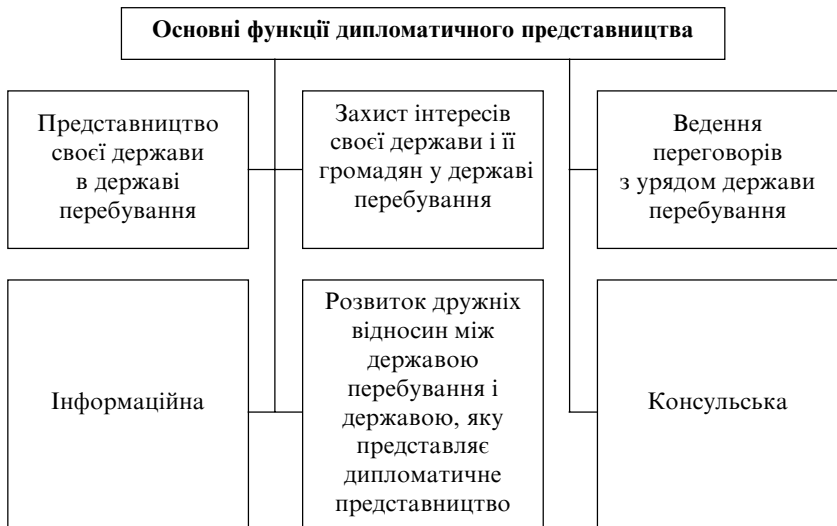 Основні функції дипломатичного представництва
Представництво
своєї держави
в державі
перебування
Захист інтересів
своєї держави і її
громадян у державі
перебування
Ведення
переговорів
з урядом держави
перебування
Інформаційна
Розвиток дружніх
відносин між
державою
перебування і
державою, яку
представляє
дипломатичне
представництво
Консульська